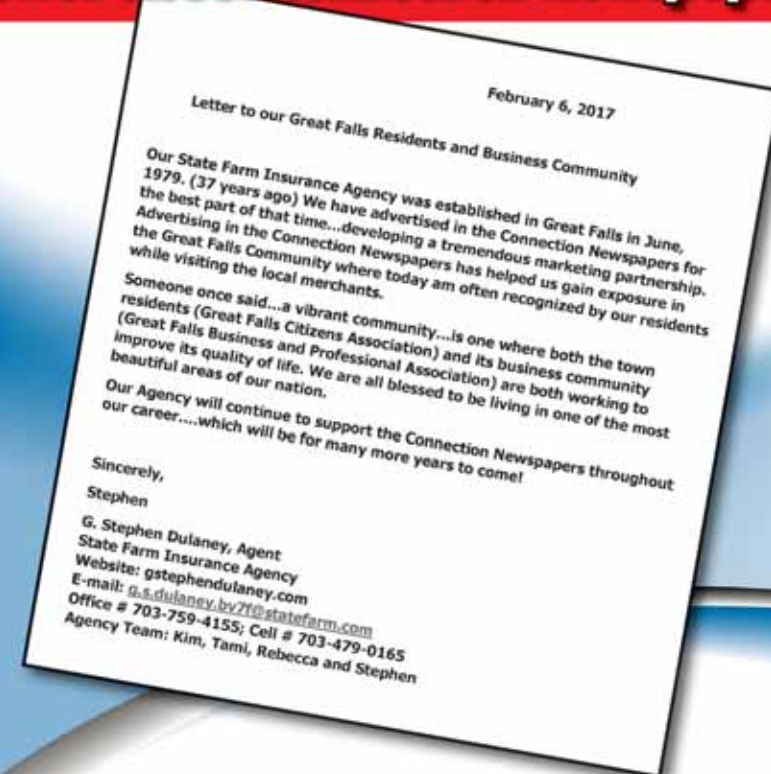 February 6, 2017
Letter to our Great Falls Residents and Business Community
Our State Farm Insurance Agency was established in Great Falls in June,
1979. (37 years ago) We have advertised in the Connection Newspapers for
the best part of that time...developing a tremendous marketing partnership.
Advertising in the Connection Newspapers has helped us gain exposure in
the Great Falls Community where today am often recognized by our residents
while visiting the local merchants.
Someone once said...a vibrant community...is one where both the town
residents (Great Falls Citizens Association) and its business community
(Great Falls Business and Professional Association) are both working to
improve its quality of life. We are all blessed to be living in one of the most
beautiful areas of our nation.
Our Agency will continue to support the Connection Newspapers throughout
our career....which will be for many more years to come!
Sincerely,
Stephen
G. Stephen Dulaney, Agent
State Farm Insurance Agency
Website: gstephendulaney.com
E-mail: g.s.dulaney.by7f@statefarm.com
Office # 703-759-4155; Cell # 703-479-0165
Agency Team: Kim, Tami, Rebecca and Stephen